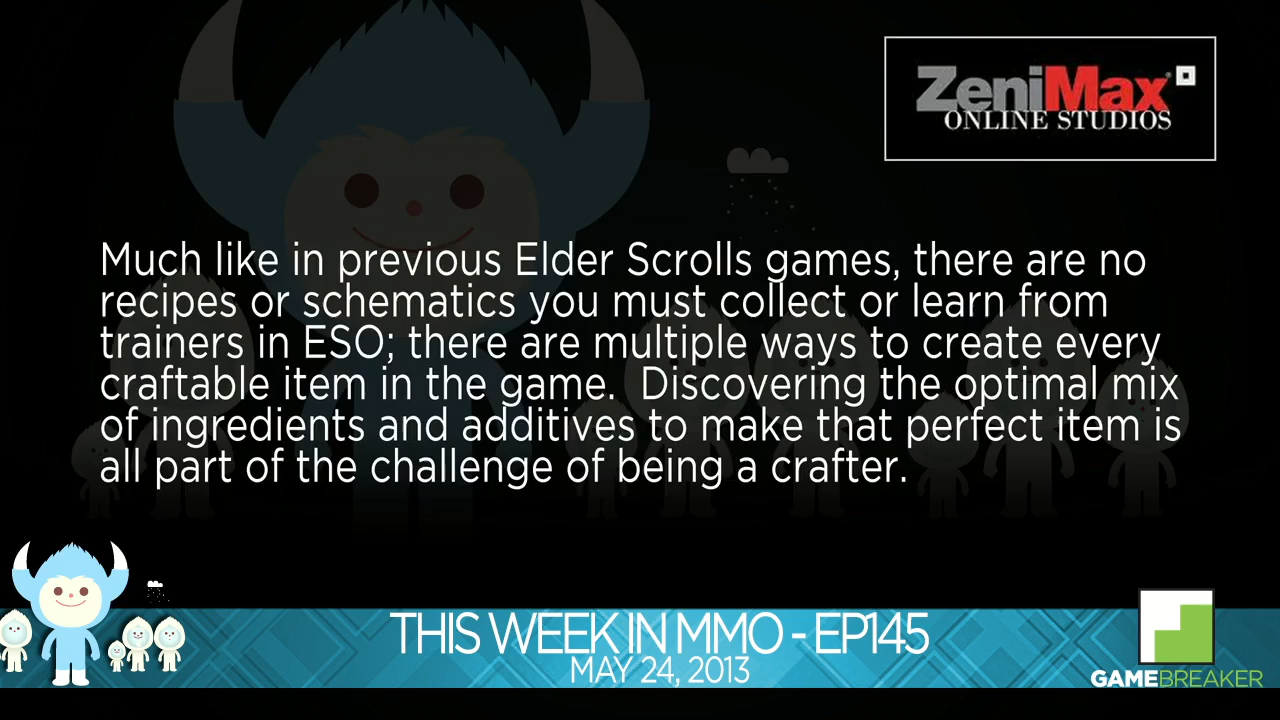 ZeniMax
ONLINE STUDIOS
Much like in previous Elder Scrolls games, there are no
recipes or schematics you must collect or learn from
trainers in ESO; there are multiple ways to create every
craftable item in the game.  Discovering the optimal mix
of ingredients and additives to make that perfect item is
all part of the challenge of being a crafter.
THIS WEEK IN MMO - EP145
MAY 24, 2013
GAMEBREAKER